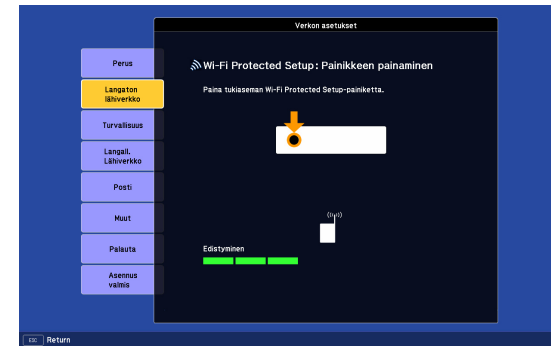 Verkon asetukset
Perus
Langaton
lähiverkko
Turvallisuus
Langall.
Lähiverkko
Posti
Muut
Palauta
Asennus
valmis
Wi-Fi Protected Setup: Painikkeen painaminen
Paina tukiaseman Wi-Fi Protected Setup-painiketta.
Edistyminen
ESC Return